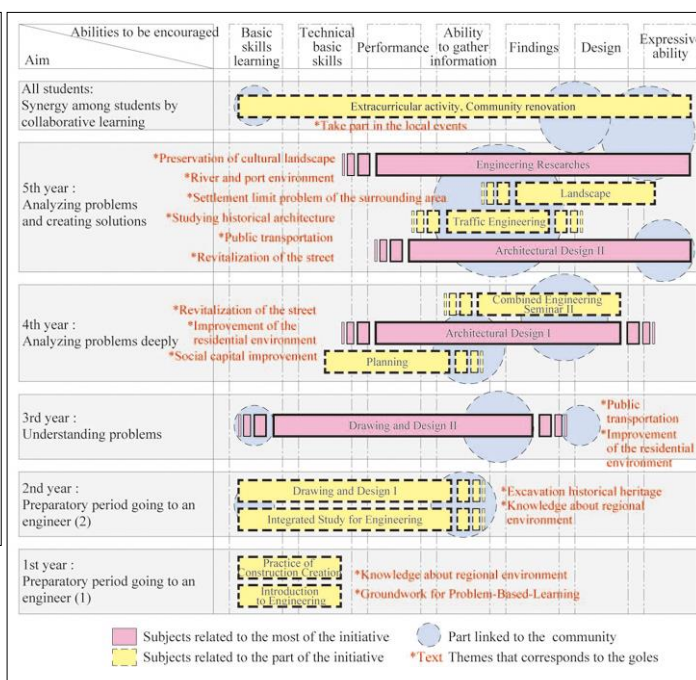 Abilities to be encouraged
Aim
Basic
skills
learning
Technical
basic
skills
Performance
Ability
to gather
information
Findings
Design
Expressive
ability
All students:
Synergy among students by
collaborative learning
Extracurricular activity, Community renovation
*Take part in the local events
5th year :
Analyzing problems
and creating solutions
*Preservation of cultural landscape
*River and port environment
*Settlement limit problem of the surrounding area
*Studying historical architecture
*Public transportation
*Revitalization of the street
Engineering Researches
Landscape
Traffic Engineering
Architectural Design II
4th year :
Analyzing problems deeply
*Revitalization of the street
*Improvement of the
residential environment
*Social capital improvement
Combined Engineering
Seminar II
Architectural Design I
Planning
3rd year :
Understanding problems
Drawing and Design II
*Public
transportation
*Improvement
of the residential
environment
2nd year :
Preparatory period going to an
engineer (2)
Drawing and Design I
Integrated Study for Engineering
*Excavation historical heritage
*Knowledge about regional
environment
1st year :
Preparatory period going to an
engineer (1)
Practice of
Construction Creation
Introduction
to Engineering
*Knowledge about regional environment
*Groundwork for Problem-Based-Learning
Subjects related to the most of the initiative
Part linked to the community
Subjects related to the part of the initiative
*Text Themes that corresponds to the goles